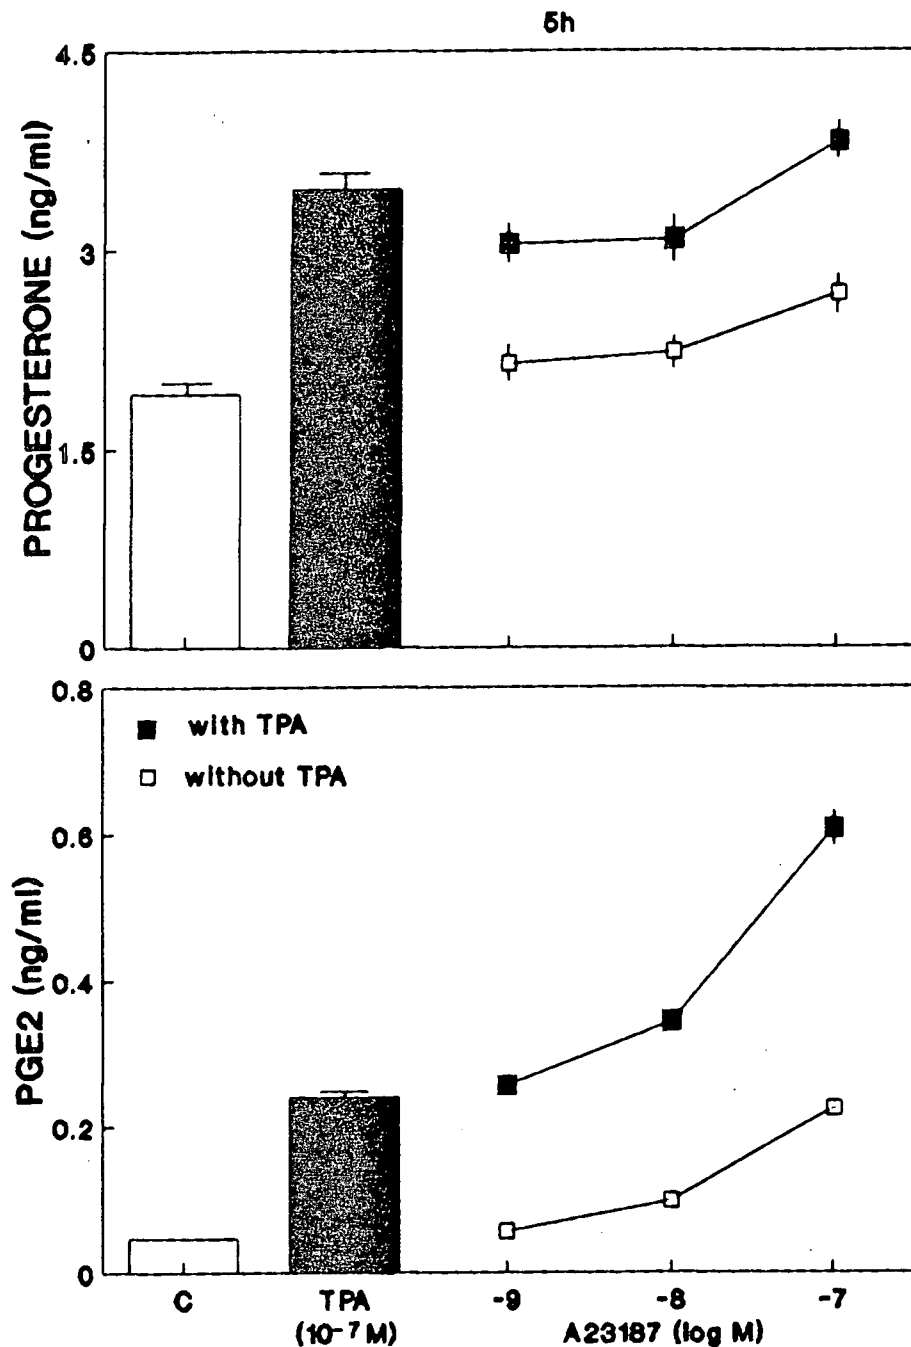 5h
PROGESTERONE (ng/ml)
4.5
3
1.5
0
PGE2 (ng/ml)
0.8
0.6
0.4
0.2
0
with TPA
without TPA
C
TPA
(10⁻⁷ M)
-9
-8
-7
A23187 (log M)